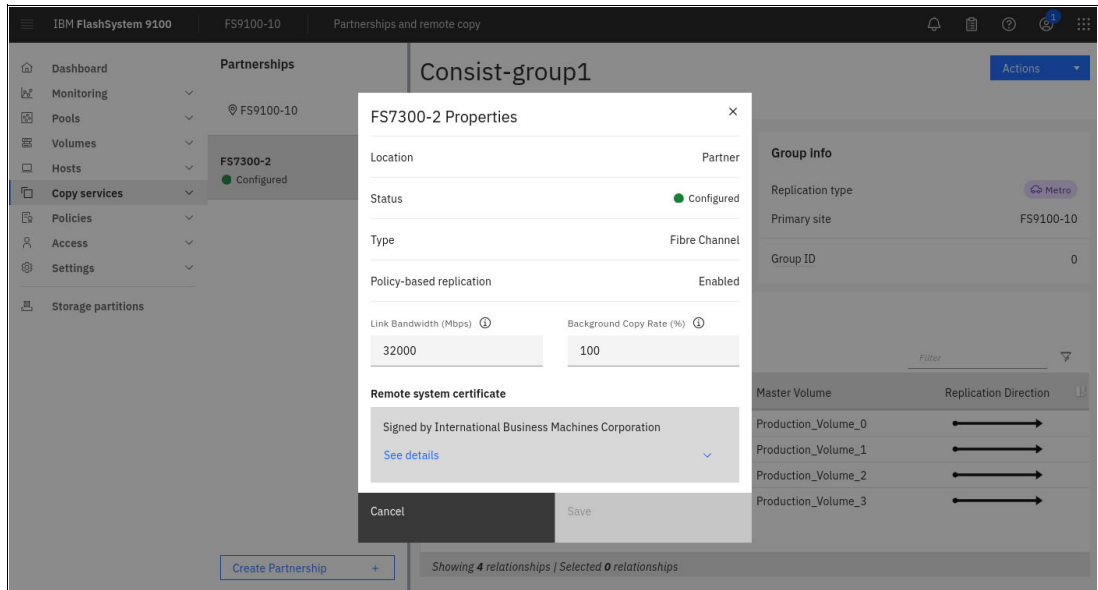 IBM FlashSystem 9100 FS9100-10 Partnerships and remote copy 1
Dashboard
Monitoring
Pools
Volumes
Hosts
Copy services
Policies
Access
Settings
Storage partitions
Partnerships
FS9100-10
FS7300-2
Configured
Create Partnership +
Consist-group1
Actions
FS7300-2 Properties
Location Partner
Status Configured
Type Fibre Channel
Policy-based replication Enabled
Link Bandwidth (Mbps) Background Copy Rate (%)
32000 100
Remote system certificate
Signed by International Business Machines Corporation
See details
Cancel Save
Group info
Replication type Metro
Primary site FS9100-10
Group ID 0
Filter
Master Volume Replication Direction
Production_Volume_0
Production_Volume_1
Production_Volume_2
Production_Volume_3
Showing 4 relationships | Selected 0 relationships